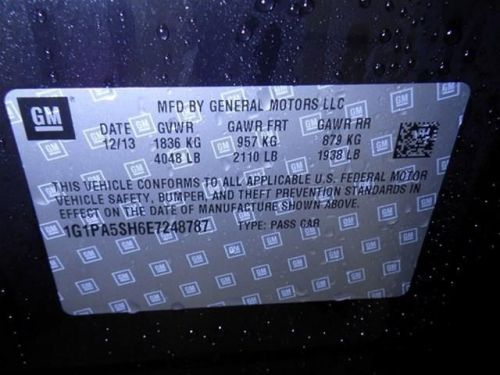 GM
MFD BY GENERAL MOTORS LLC
DATE GVWR GAWR FRT GAWR RR
12/13 1836 KG 957 KG 879 KG
4048 LB 2110 LB 1938 LB
THIS VEHICLE CONFORMS TO ALL APPLICABLE U.S. FEDERAL MOTOR
VEHICLE SAFETY, BUMPER, AND THEFT PREVENTION STANDARDS IN
EFFECT ON THE DATE OF MANUFACTURE SHOWN ABOVE.
1G1PA5SH6E7248787 TYPE: PASS CAR